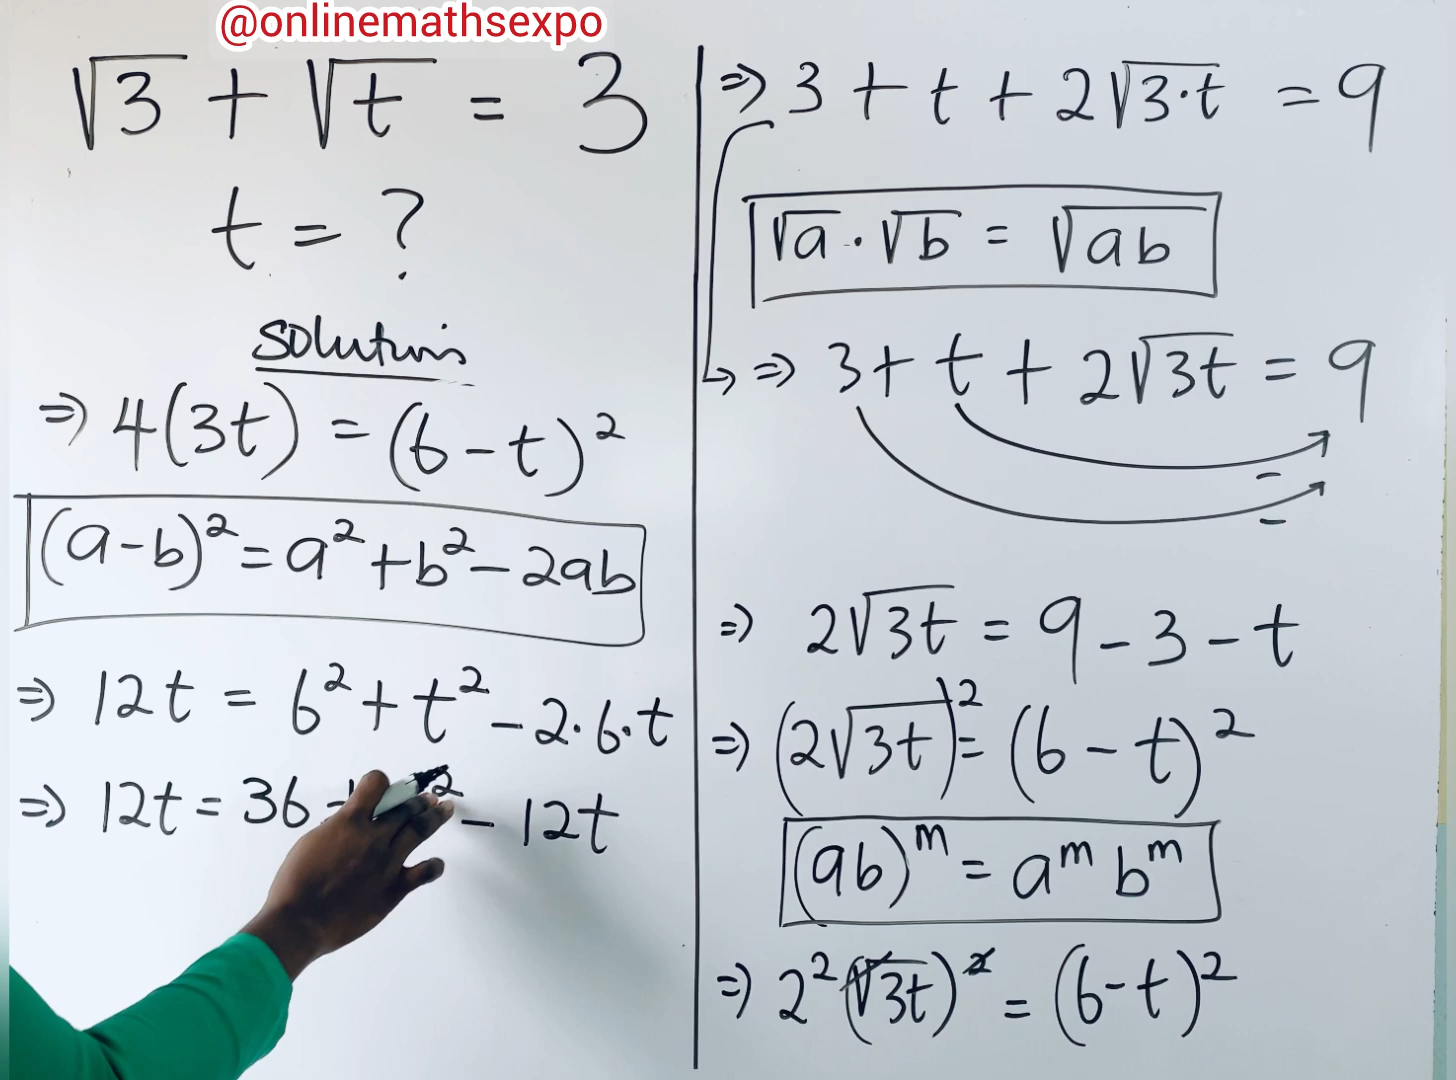 @onlinemathsexpo
√3 + √t = 3
t = ?
Solutions
⇒ 4(3t) = (6-t)²
(a-b)² = a² + b² - 2ab
⇒ 12t = 6² + t² - 2·6·t
⇒ 12t = 36 ² - 12t
⇒ 3 + t + 2√3·t = 9
√a · √b = √ab
⇒ 3 + t + 2√3t = 9
-
-
⇒ 2√3t = 9 - 3 - t
⇒ (2√3t)² = (6 - t)²
(ab)ᵐ = aᵐ bᵐ
⇒ 2²(√3t)² = (6-t)²